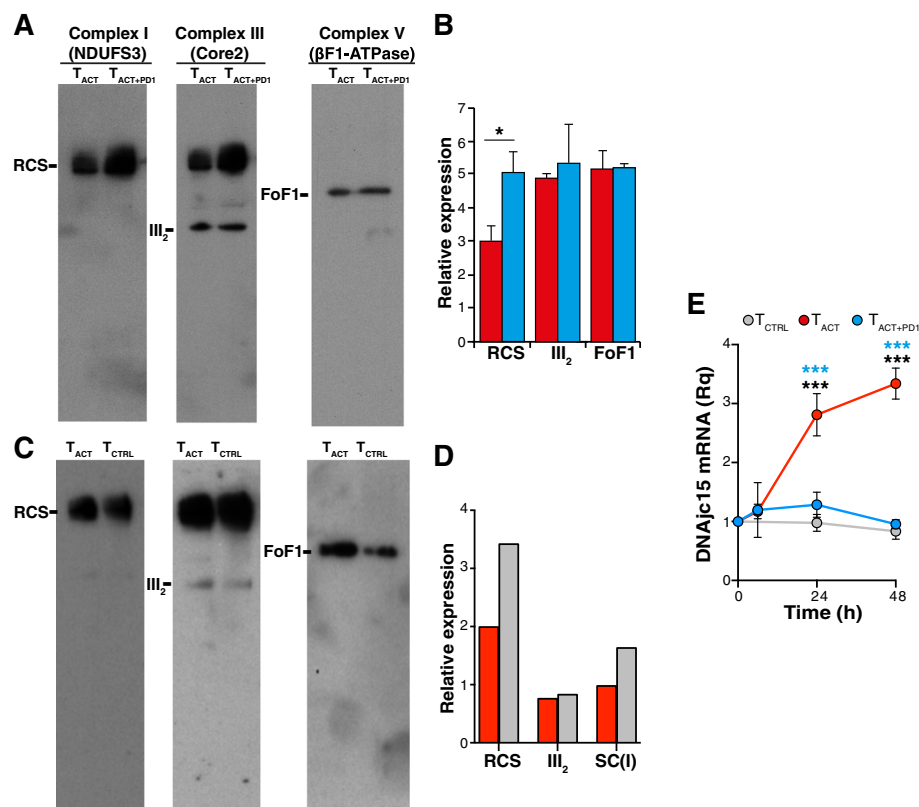 A
Complex I
(NDUFS3)
Complex III
(Core2)
Complex V
(βF1-ATPase)
T_ACT T_ACT+PD1
T_ACT T_ACT+PD1
T_ACT T_ACT+PD1
RCS
III₂
FoF1
B
Relative expression
7
6
5
4
3
2
1
0
*
RCS III₂ FoF1
C
T_ACT T_CTRL
T_ACT T_CTRL
T_ACT T_CTRL
RCS
III₂
FoF1
D
Relative expression
4
3
2
1
0
RCS III₂ SC(I)
E
T_CTRL T_ACT T_ACT+PD1
DNAjc15 mRNA (Rq)
4
3
2
1
0
***
***
***
***
0 24 48
Time (h)